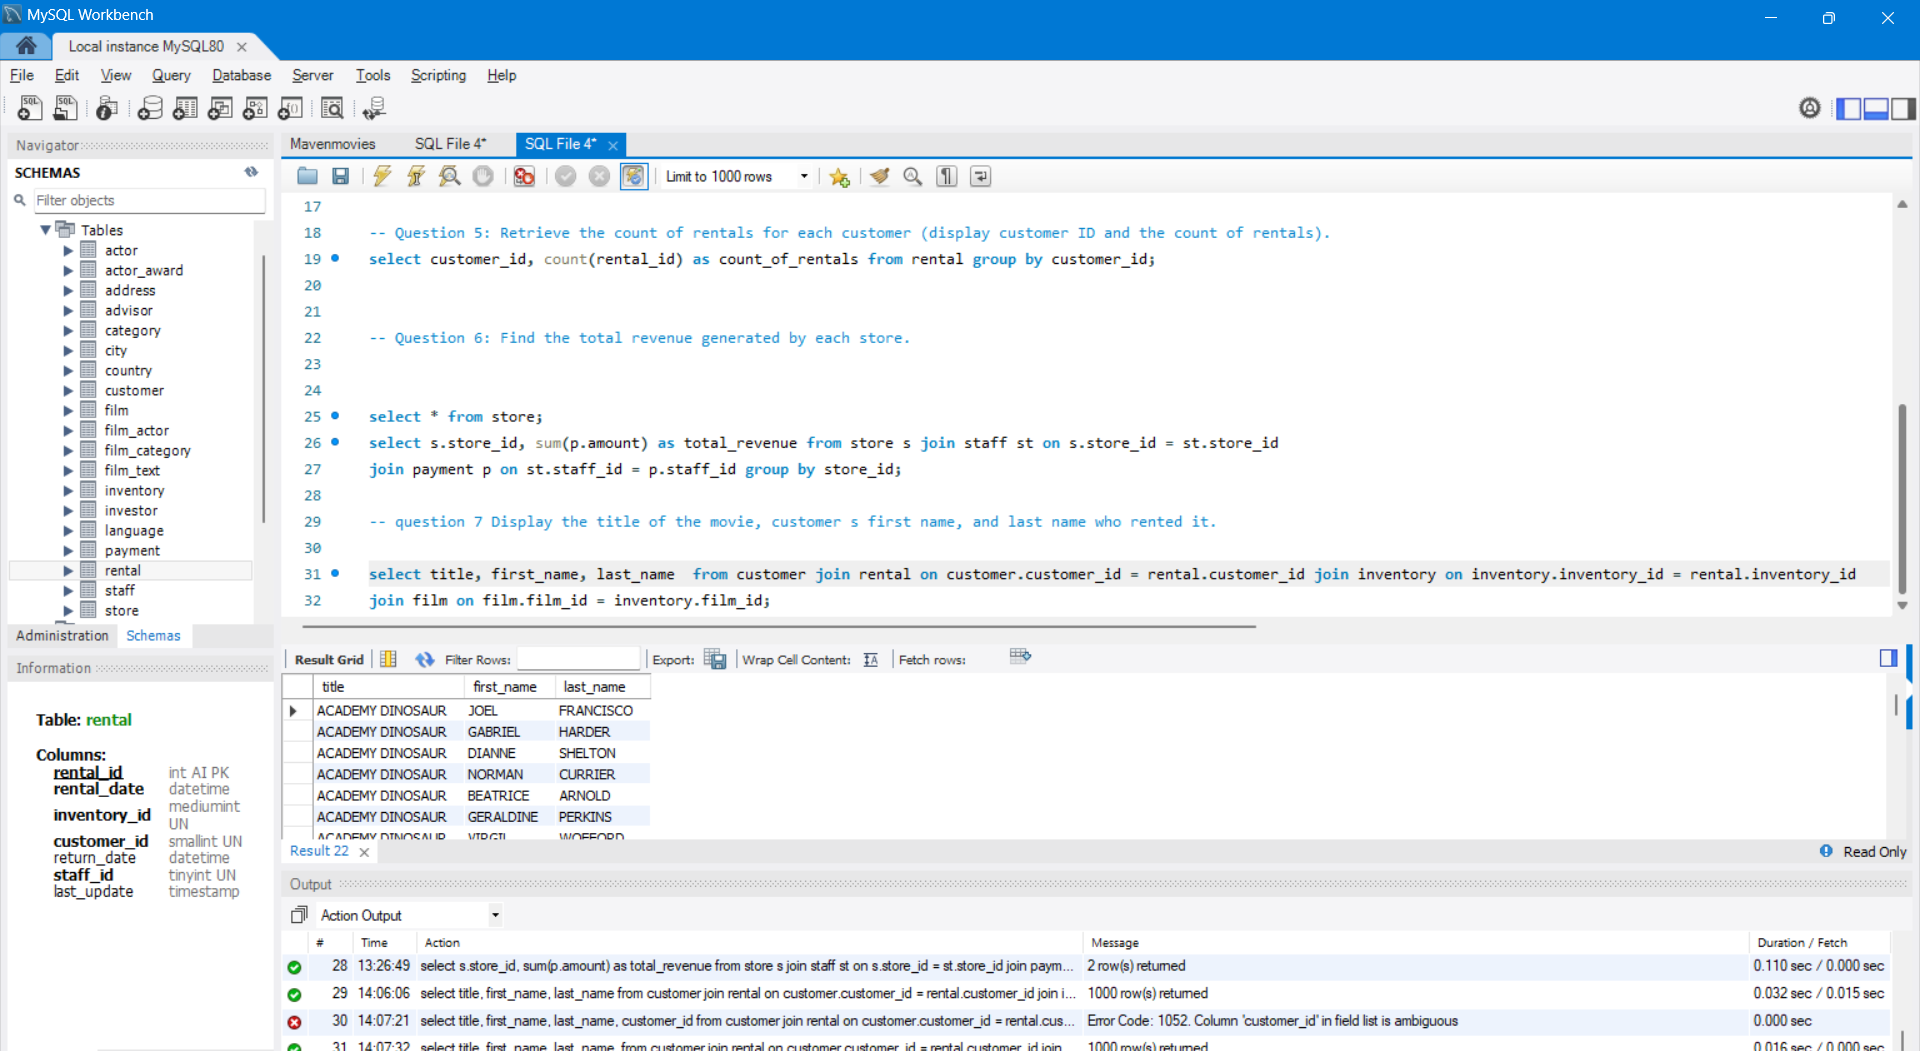 MySQL Workbench
Local instance MySQL80
File Edit View Query Database Server Tools Scripting Help
Navigator
SCHEMAS
Filter objects
Tables
actor
actor_award
address
advisor
category
city
country
customer
film
film_actor
film_category
film_text
inventory
investor
language
payment
rental
staff
store
Administration Schemas
Information
Table: rental
Columns:
rental_id int AI PK
rental_date datetime
inventory_id mediumint UN
customer_id smallint UN
return_date datetime
staff_id tinyint UN
last_update timestamp
Mavenmovies SQL File 4* SQL File 4*
Limit to 1000 rows
17
18 -- Question 5: Retrieve the count of rentals for each customer (display customer ID and the count of rentals).
19 select customer_id, count(rental_id) as count_of_rentals from rental group by customer_id;
20
21
22 -- Question 6: Find the total revenue generated by each store.
23
24
25 select * from store;
26 select s.store_id, sum(p.amount) as total_revenue from store s join staff st on s.store_id = st.store_id
27 join payment p on st.staff_id = p.staff_id group by store_id;
28
29 -- question 7 Display the title of the movie, customer s first name, and last name who rented it.
30
31 select title, first_name, last_name  from customer join rental on customer.customer_id = rental.customer_id join inventory on inventory.inventory_id = rental.inventory_id
32 join film on film.film_id = inventory.film_id;
Result Grid Filter Rows: Export: Wrap Cell Content: Fetch rows:
title first_name last_name
ACADEMY DINOSAUR JOEL FRANCISCO
ACADEMY DINOSAUR GABRIEL HARDER
ACADEMY DINOSAUR DIANNE SHELTON
ACADEMY DINOSAUR NORMAN CURRIER
ACADEMY DINOSAUR BEATRICE ARNOLD
ACADEMY DINOSAUR GERALDINE PERKINS
ACADEMY DINOSAUR VIRGIL WOFFORD
Result 22 Read Only
Output
Action Output
# Time Action Message Duration / Fetch
28 13:26:49 select s.store_id, sum(p.amount) as total_revenue from store s join staff st on s.store_id = st.store_id join paym... 2 row(s) returned 0.110 sec / 0.000 sec
29 14:06:06 select title, first_name, last_name from customer join rental on customer.customer_id = rental.customer_id join i... 1000 row(s) returned 0.032 sec / 0.015 sec
30 14:07:21 select title, first_name, last_name, customer_id from customer join rental on customer.customer_id = rental.cus... Error Code: 1052. Column 'customer_id' in field list is ambiguous 0.000 sec
31 14:07:32 select title, first_name, last_name from customer join rental on customer.customer_id = rental.customer_id join 1000 row(s) returned 0.016 sec / 0.000 sec